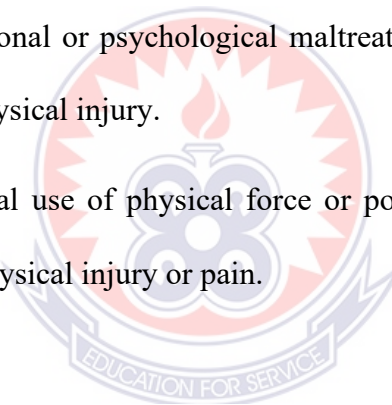 onal or psychological maltreat
ysical injury.
al use of physical force or po
ysical injury or pain.
EDUCATION FOR SERVICE